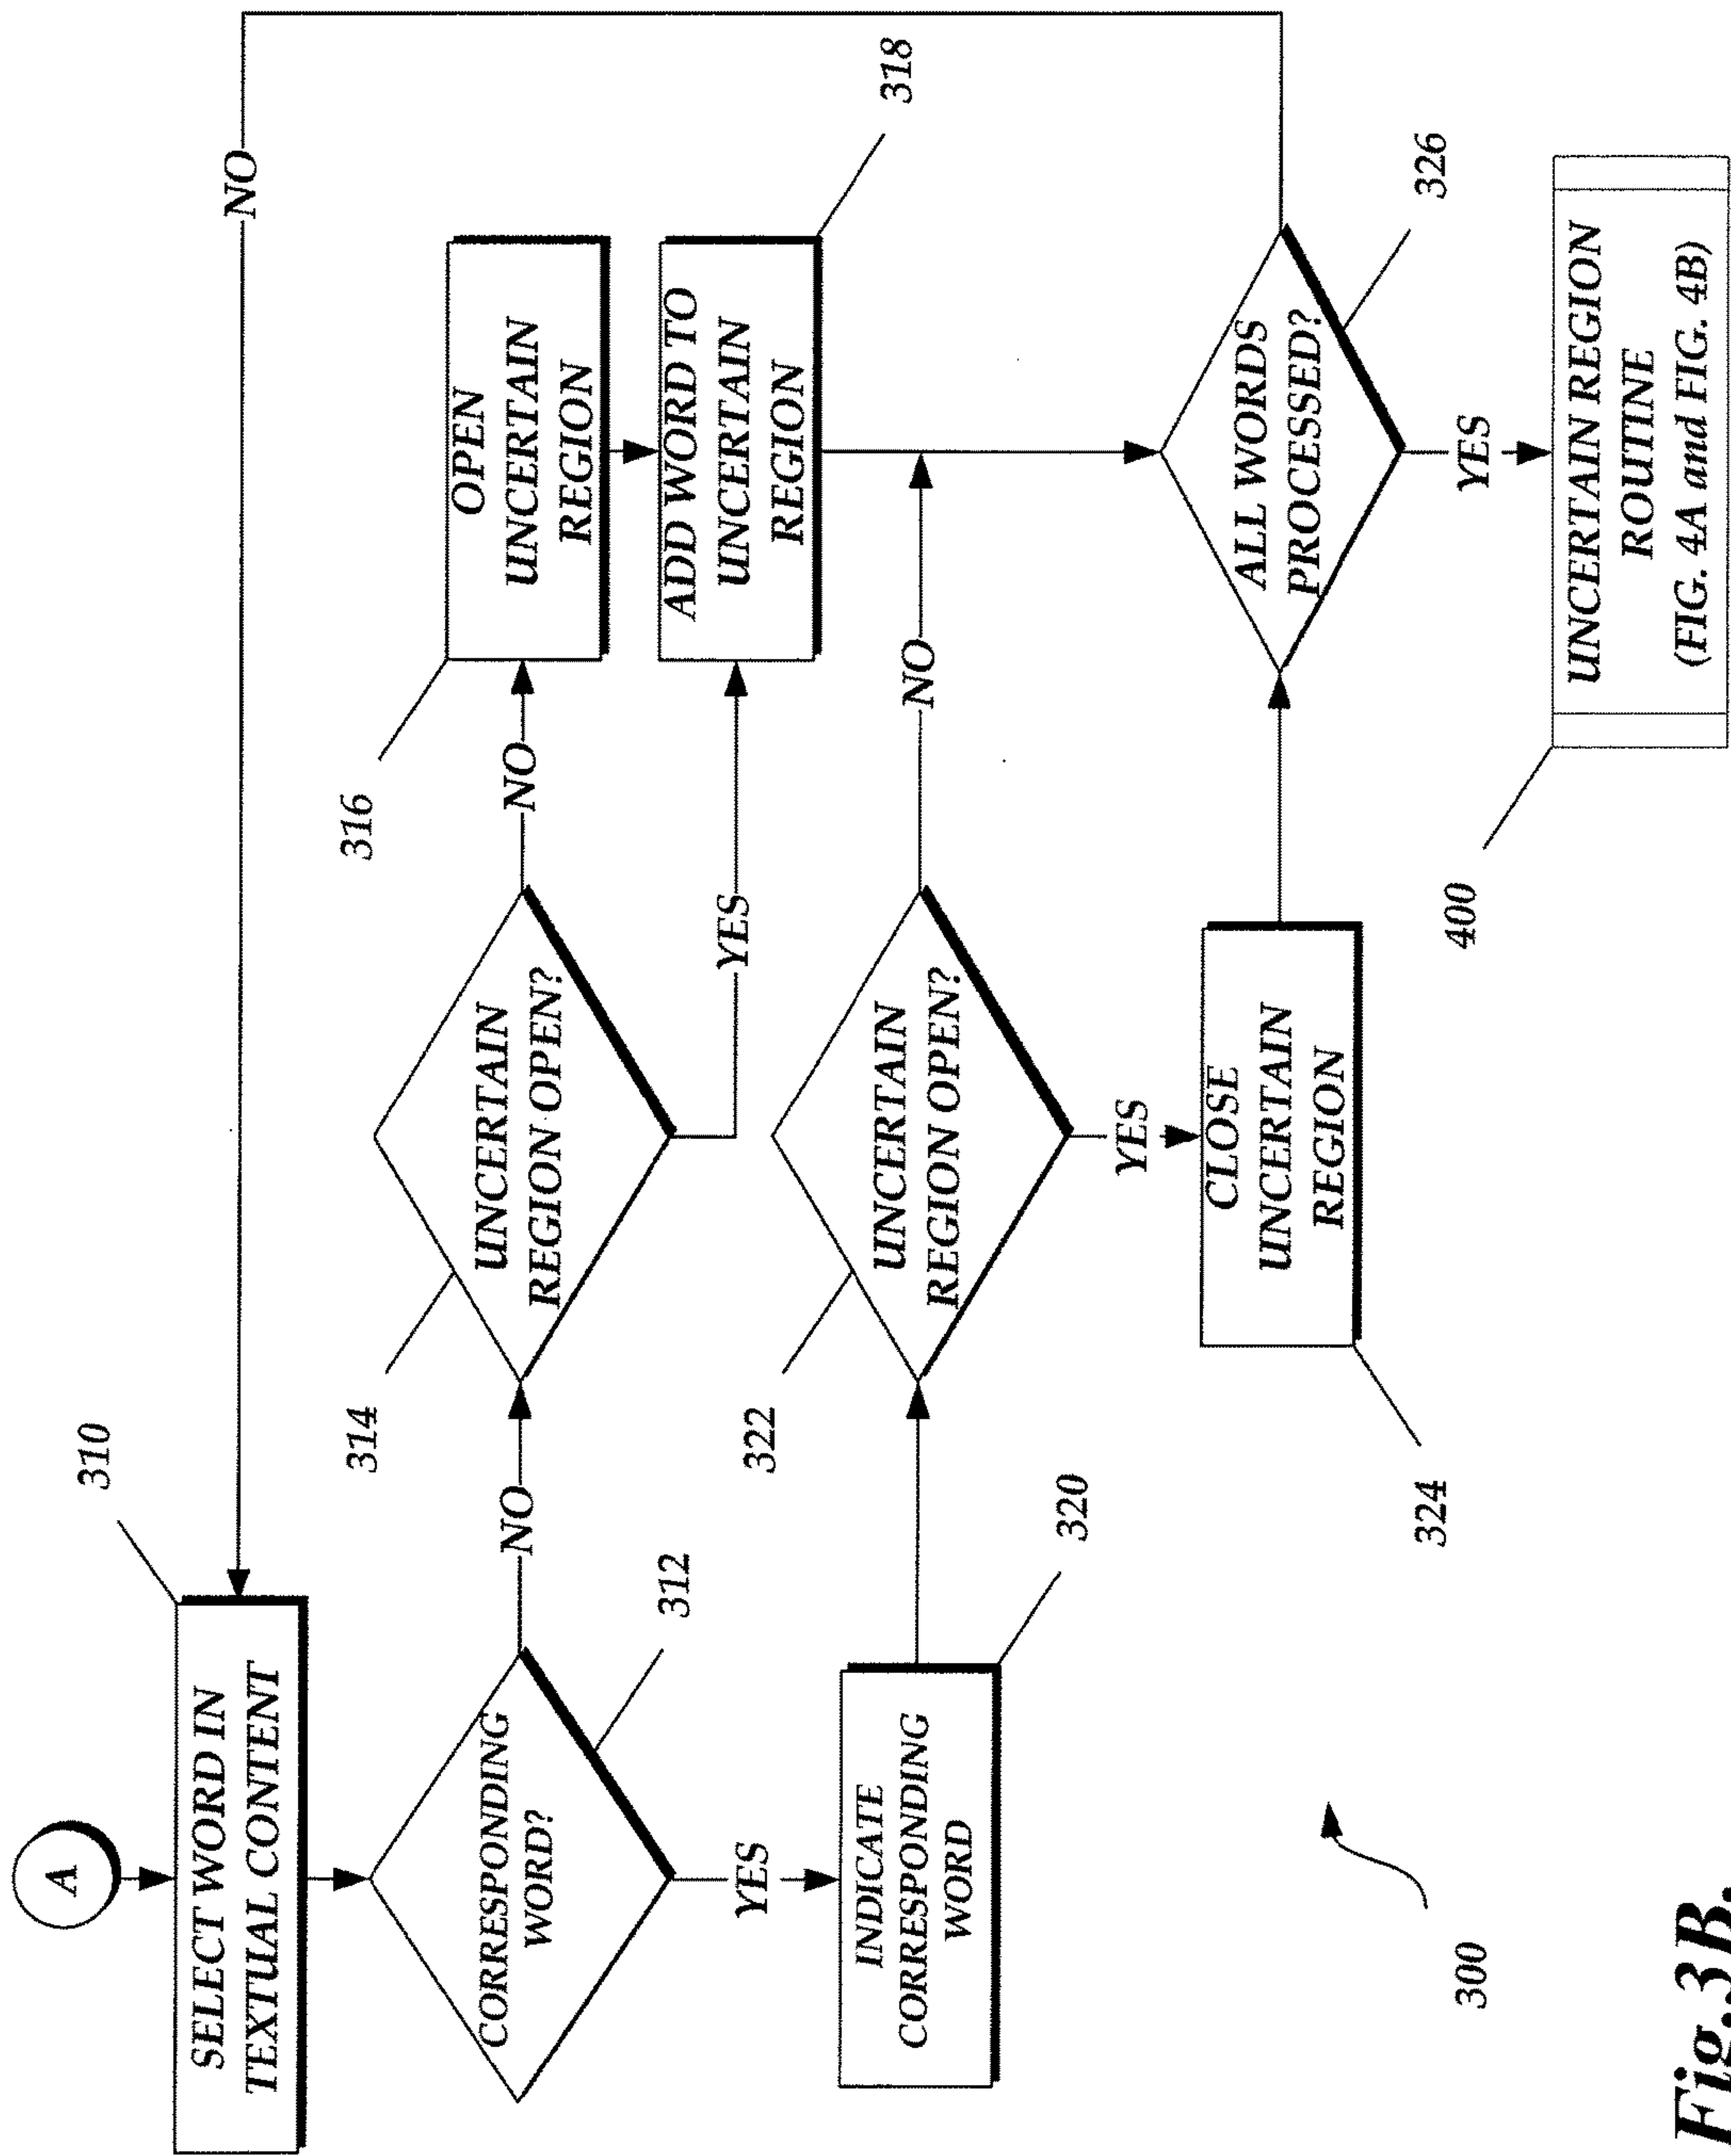 A
310
SELECT WORD IN
TEXTUAL CONTENT
NO
CORRESPONDING
WORD?
312
NO
314
UNCERTAIN
REGION OPEN?
NO
316
OPEN
UNCERTAIN
REGION
YES
ADD WORD TO
UNCERTAIN
REGION
318
YES
INDICATE
CORRESPONDING
WORD
320
322
UNCERTAIN
REGION OPEN?
NO
YES
CLOSE
UNCERTAIN
REGION
324
ALL WORDS
PROCESSED?
326
YES
UNCERTAIN REGION
ROUTINE
(FIG. 4A and FIG. 4B)
400
300
Fig.3B.